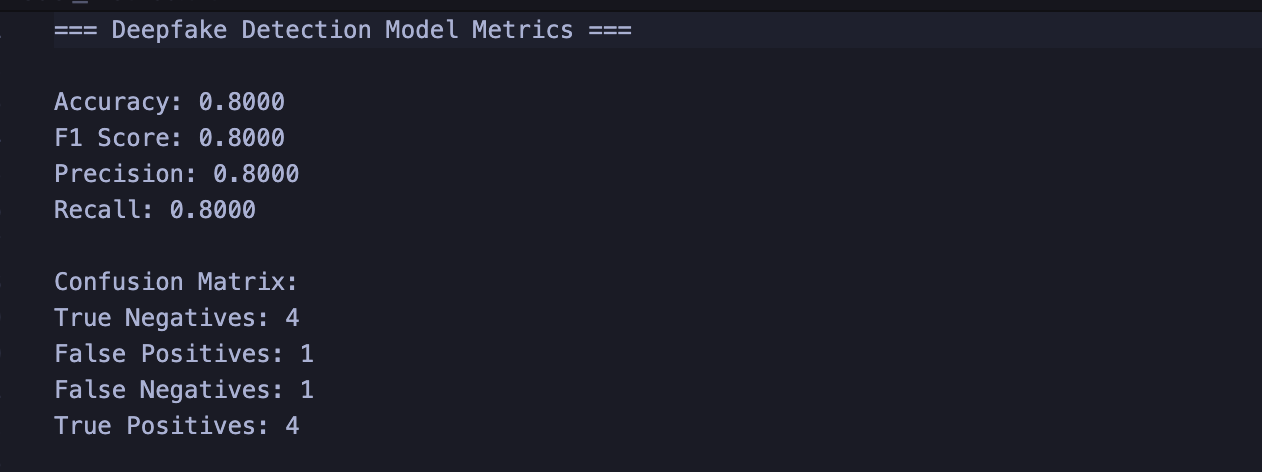 === Deepfake Detection Model Metrics ===
Accuracy: 0.8000
F1 Score: 0.8000
Precision: 0.8000
Recall: 0.8000
Confusion Matrix:
True Negatives: 4
False Positives: 1
False Negatives: 1
True Positives: 4